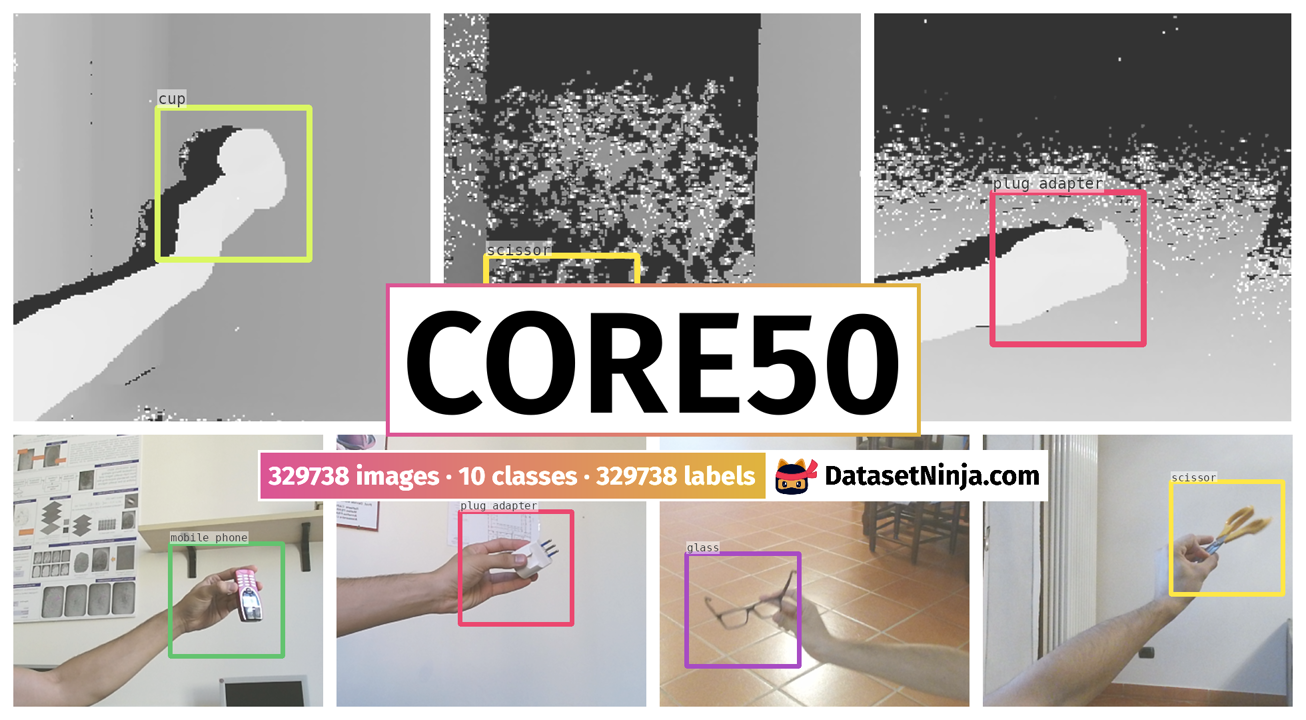 cup
scissor
plug adapter
CORE50
329738 images · 10 classes · 329738 labels
DatasetNinja.com
mobile phone
plug adapter
glass
scissor